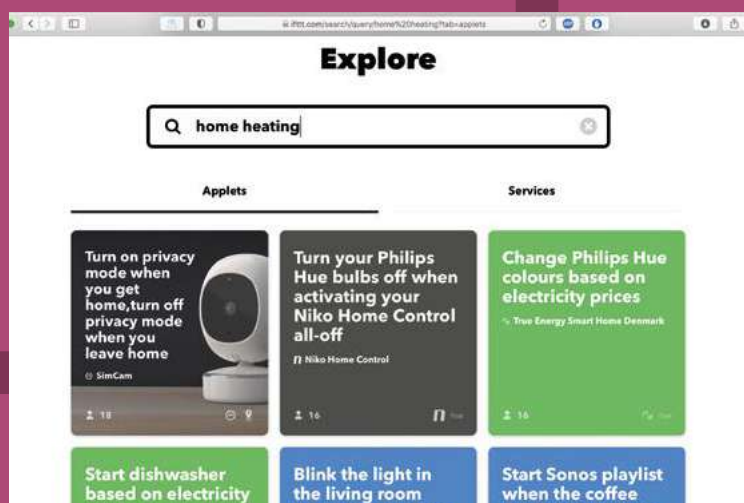 ifttt.com/search/query/home%20heating?tab=applets
Explore
home heating
Applets
Services
Turn on privacy
mode when
you get
home,turn off
privacy mode
when you
leave home
SimCam
18
Turn your Philips
Hue bulbs off when
activating your
Niko Home Control
all-off
Niko Home Control
16
n
hue
Change Philips Hue
colours based on
electricity prices
True Energy Smart Home Denmark
16
hue
Start dishwasher
based on electricity
Blink the light in
the living room
Start Sonos playlist
when the coffee